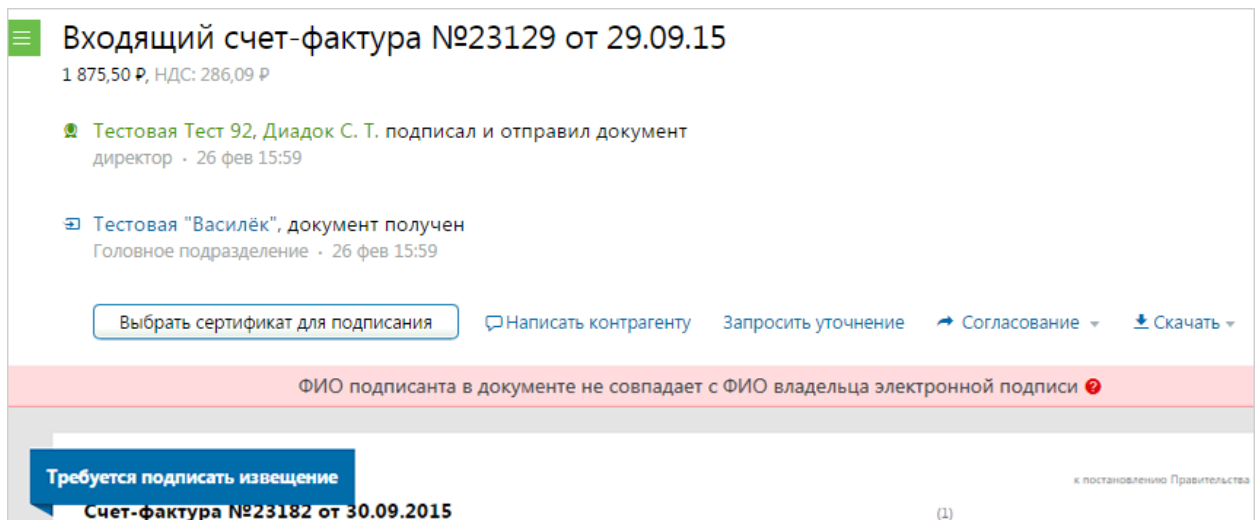 Входящий счет-фактура №23129 от 29.09.15
1 875,50 ₽, НДС: 286,09 ₽
Тестовая Тест 92, Диадок С. Т. подписал и отправил документ
директор · 26 фев 15:59
Тестовая "Василёк", документ получен
Головное подразделение · 26 фев 15:59
Выбрать сертификат для подписания Написать контрагенту Запросить уточнение Согласование Скачать
ФИО подписанта в документе не совпадает с ФИО владельца электронной подписи ?
Требуется подписать извещение
к постановлению Правительства
Счет-фактура №23182 от 30.09.2015 (1)